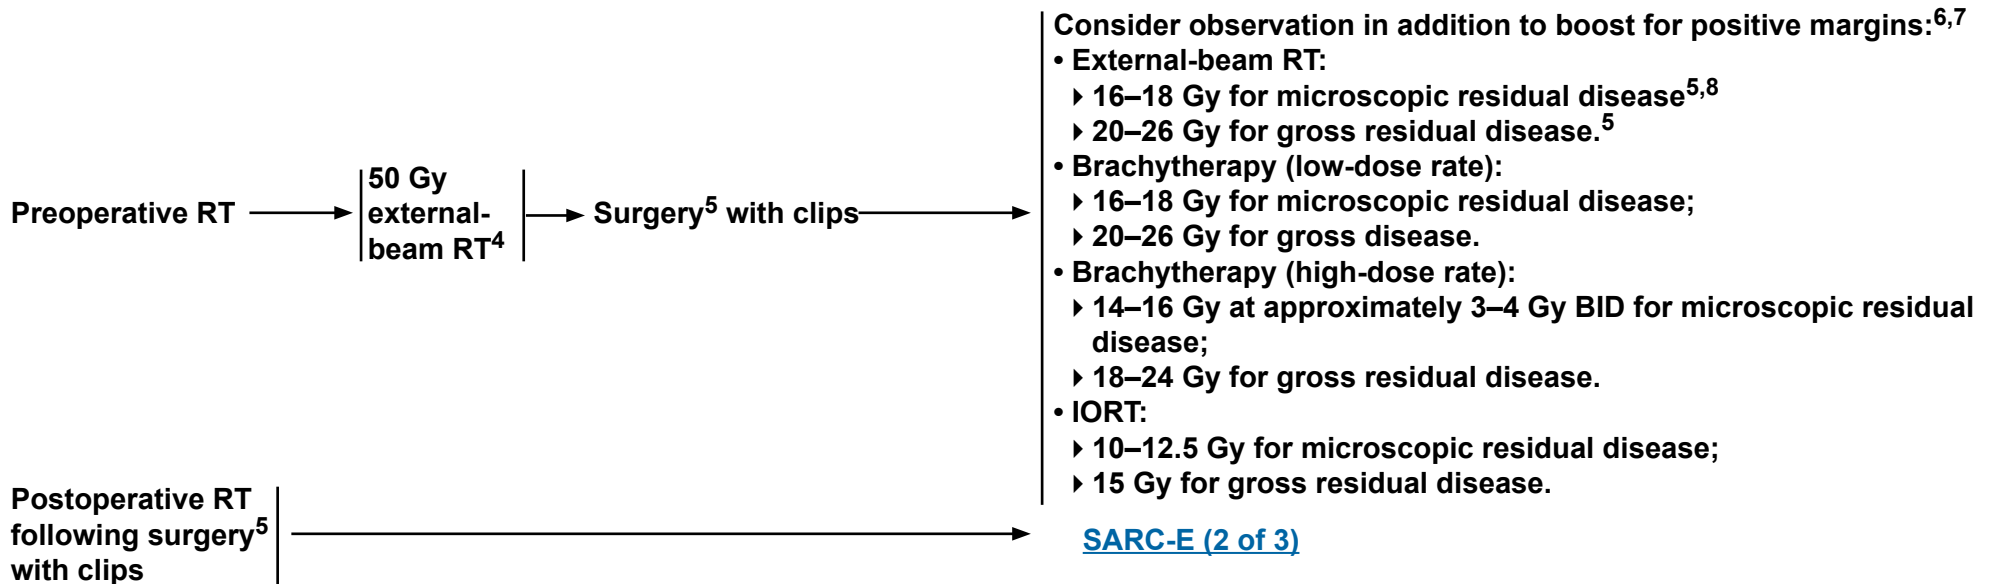 Preoperative RT
50 Gy
external-
beam RT4
Surgery5 with clips
Consider observation in addition to boost for positive margins:6,7
• External-beam RT:
▸ 16–18 Gy for microscopic residual disease5,8
▸ 20–26 Gy for gross residual disease.5
• Brachytherapy (low-dose rate):
▸ 16–18 Gy for microscopic residual disease;
▸ 20–26 Gy for gross disease.
• Brachytherapy (high-dose rate):
▸ 14–16 Gy at approximately 3–4 Gy BID for microscopic residual
disease;
▸ 18–24 Gy for gross residual disease.
• IORT:
▸ 10–12.5 Gy for microscopic residual disease;
▸ 15 Gy for gross residual disease.
Postoperative RT
following surgery5
with clips
SARC-E (2 of 3)